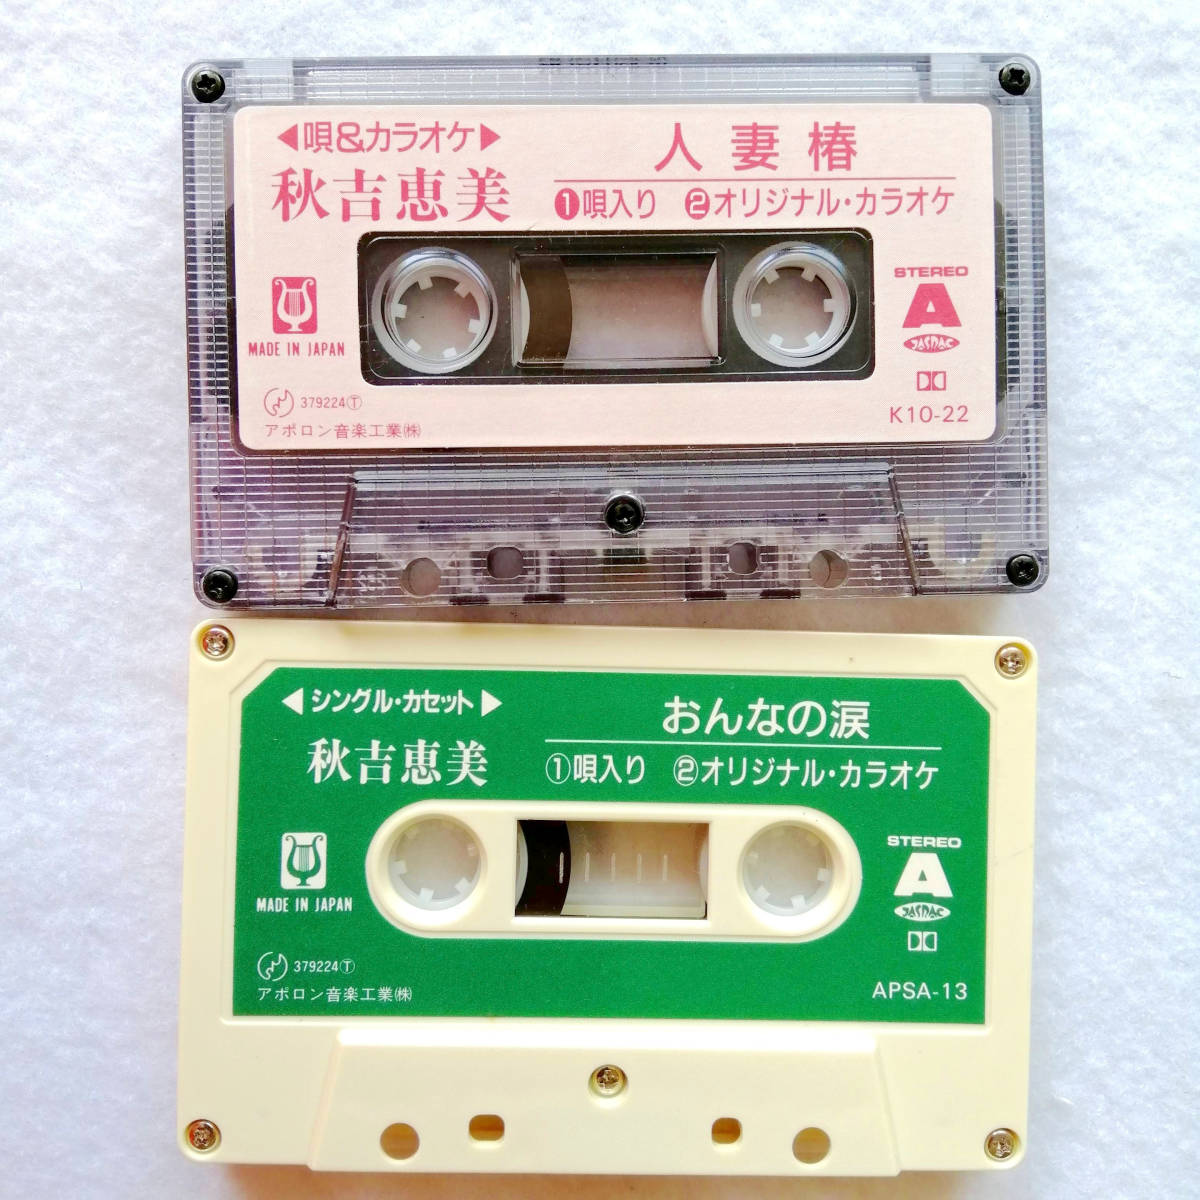 ◀唄&カラオケ▶
人妻椿
秋吉恵美
❶唄入り ❷オリジナル・カラオケ
STEREO
A
JASRAC
MADE IN JAPAN
379224Ⓣ
アポロン音楽工業㈱
K10-22
◀シングル・カセット▶
おんなの涙
秋吉恵美
①唄入り ②オリジナル・カラオケ
STEREO
A
JASRAC
MADE IN JAPAN
379224Ⓣ
アポロン音楽工業㈱
APSA-13